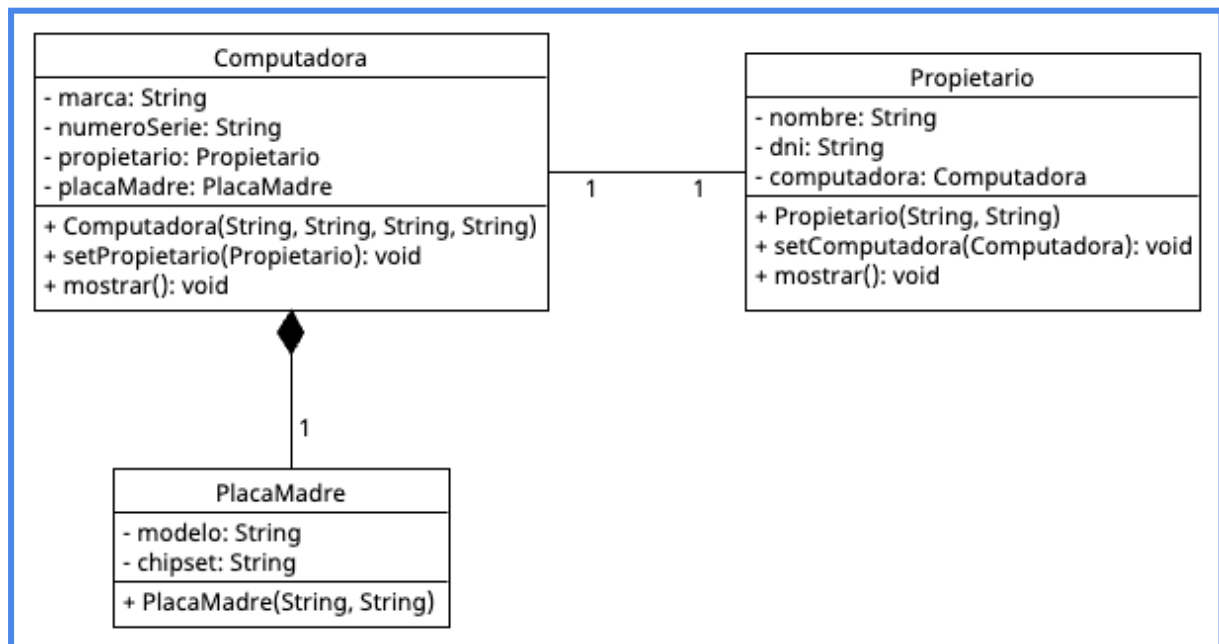 Computadora
- marca: String
- numeroSerie: String
- propietario: Propietario
- placaMadre: PlacaMadre
+ Computadora(String, String, String, String)
+ setPropietario(Propietario): void
+ mostrar(): void
1
1
Propietario
- nombre: String
- dni: String
- computadora: Computadora
+ Propietario(String, String)
+ setComputadora(Computadora): void
+ mostrar(): void
1
PlacaMadre
- modelo: String
- chipset: String
+ PlacaMadre(String, String)